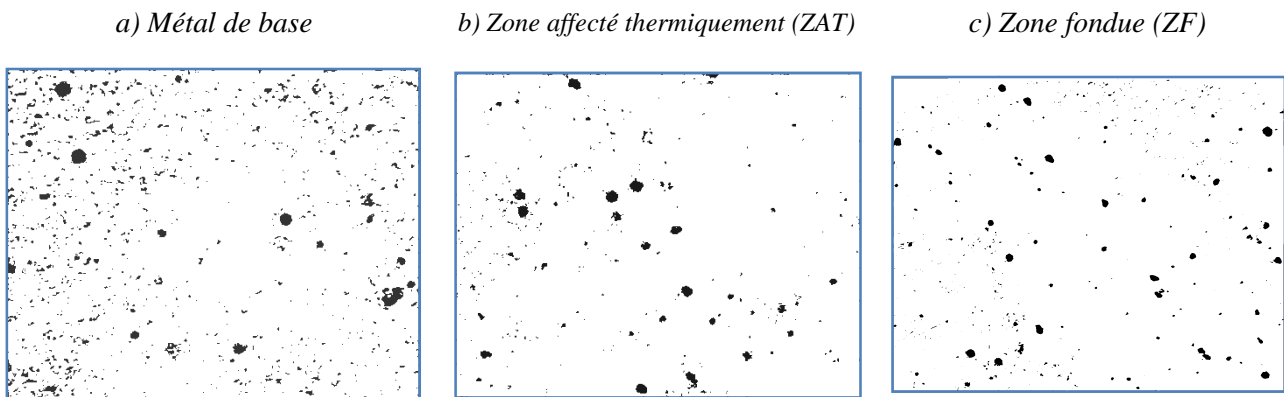 a) Métal de base
b) Zone affecté thermiquement (ZAT)
c) Zone fondue (ZF)